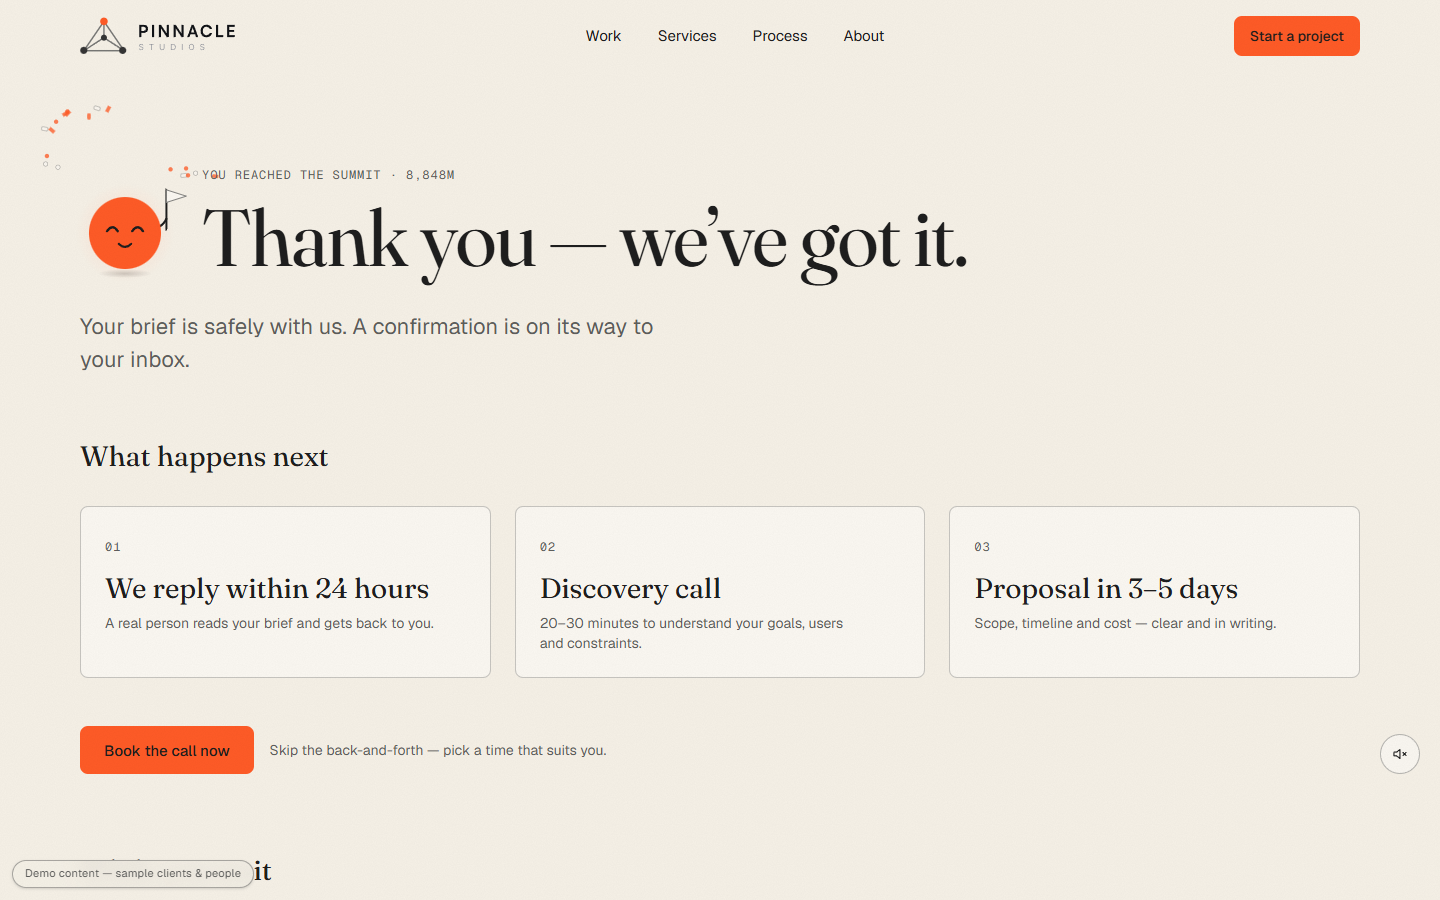 PINNACLE
STUDIOS
Work
Services
Process
About
Start a project
YOU REACHED THE SUMMIT · 8,848M
Thank you — we’ve got it.
Your brief is safely with us. A confirmation is on its way to
your inbox.
What happens next
01
We reply within 24 hours
A real person reads your brief and gets back to you.
02
Discovery call
20–30 minutes to understand your goals, users
and constraints.
03
Proposal in 3–5 days
Scope, timeline and cost — clear and in writing.
Book the call now
Skip the back-and-forth — pick a time that suits you.
it
Demo content — sample clients & people